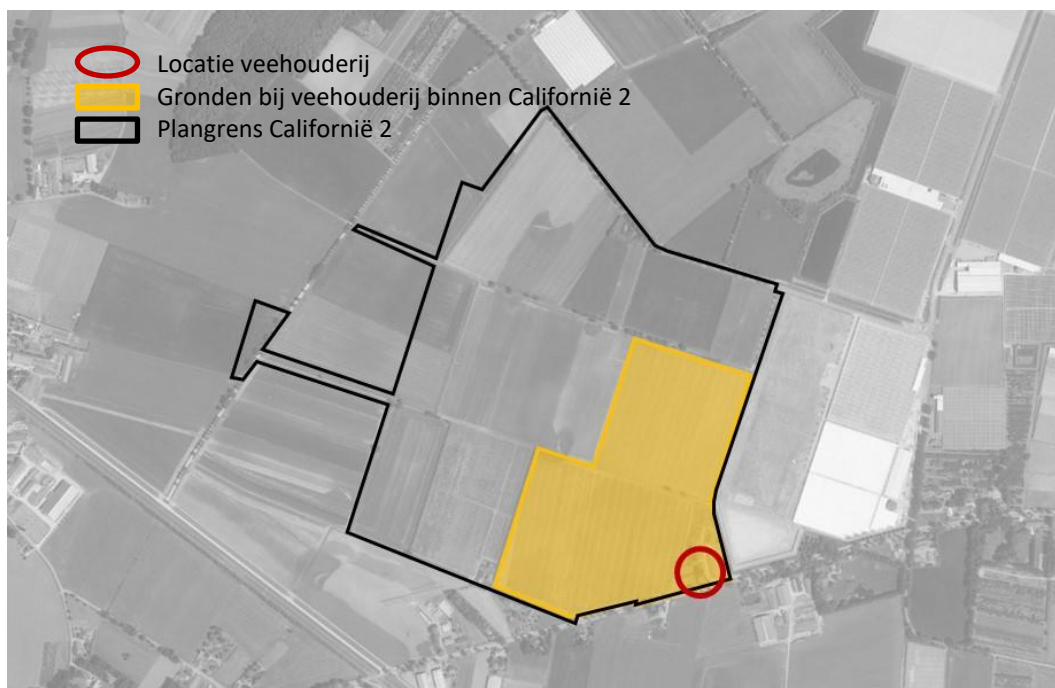 Locatie veehouderij
Gronden bij veehouderij binnen Californië 2
Plangrens Californië 2